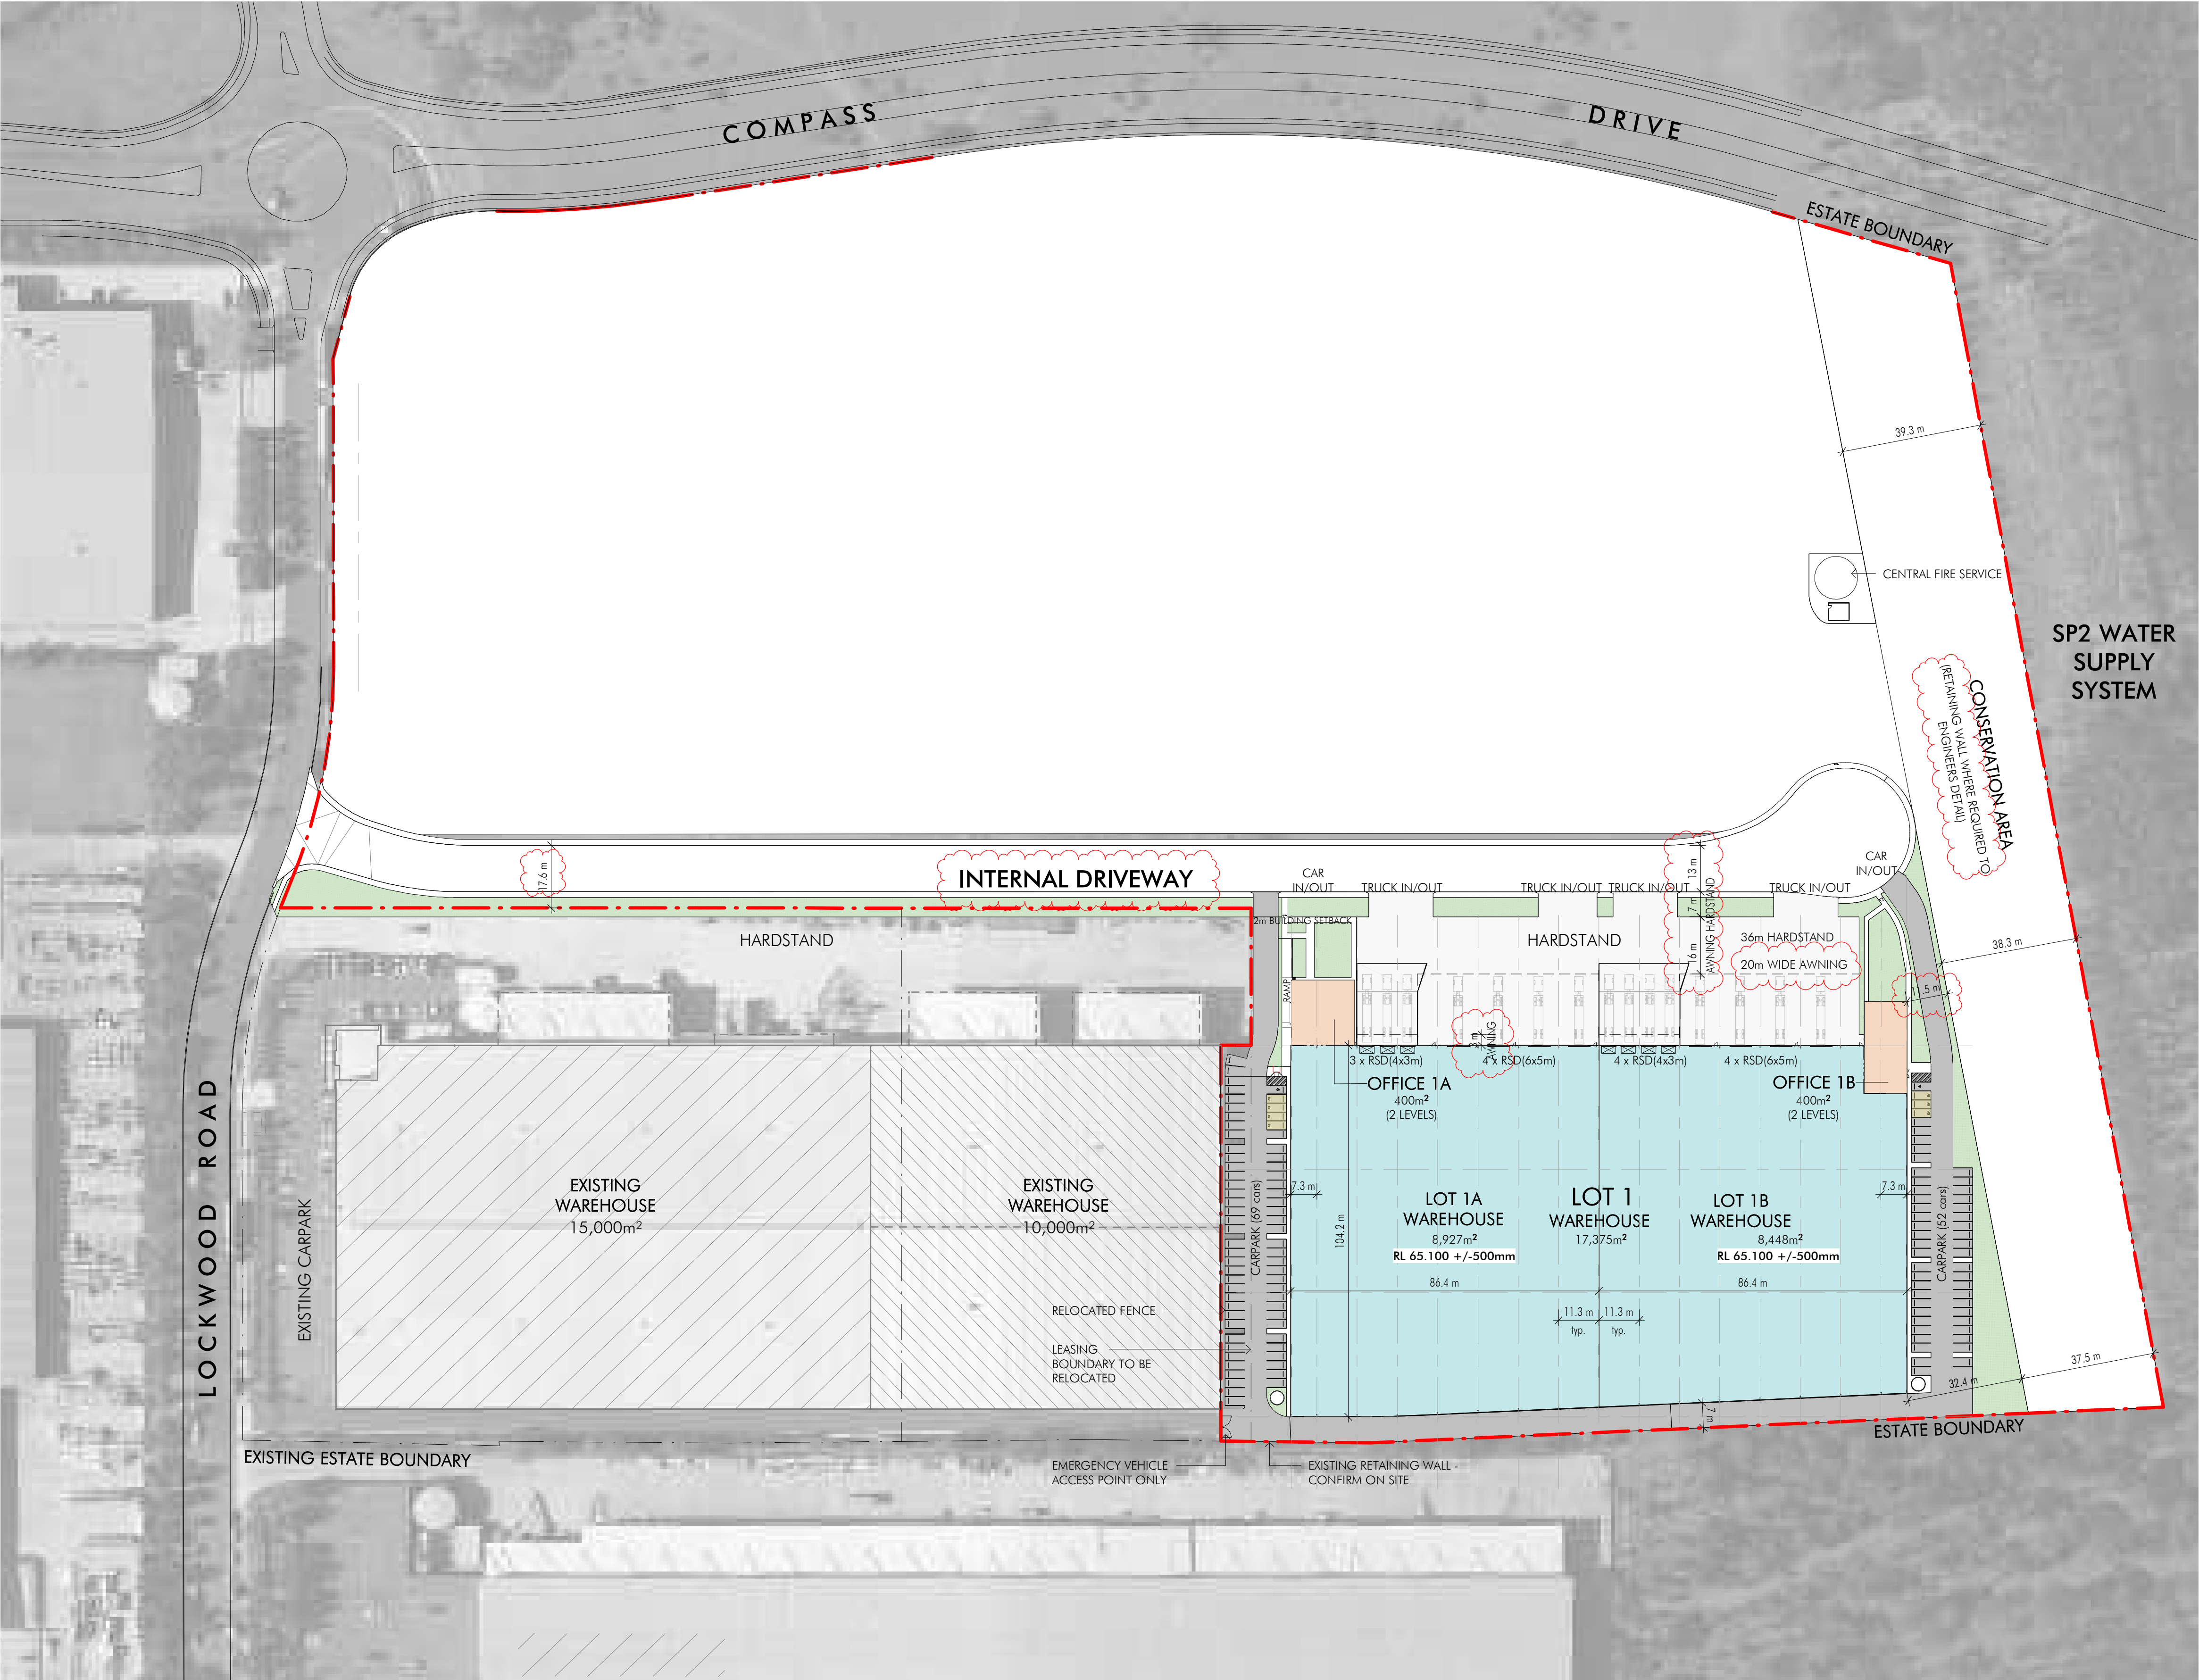 COMPASS
DRIVE
ESTATE BOUNDARY
39.3 m
CENTRAL FIRE SERVICE
SP2 WATER
SUPPLY
SYSTEM
CONSERVATION AREA
(RETAINING WALL WHERE REQUIRED TO
ENGINEERS DETAIL)
17.6 m
INTERNAL DRIVEWAY
CAR
IN/OUT
TRUCK IN/OUT
TRUCK IN/OUT
TRUCK IN/OUT
TRUCK IN/OUT
CAR
IN/OUT
13 m
7 m
16 m
AWNING HARDSTAND
2m BUILDING SETBACK
HARDSTAND
HARDSTAND
36m HARDSTAND
20m WIDE AWNING
38.3 m
RAMP
3 m
AWNING
3 x RSD(4x3m)
4 x RSD(6x5m)
4 x RSD(4x3m)
4 x RSD(6x5m)
OFFICE 1A
400m²
(2 LEVELS)
OFFICE 1B
400m²
(2 LEVELS)
LOCKWOOD ROAD
EXISTING CARPARK
EXISTING
WAREHOUSE
15,000m²
EXISTING
WAREHOUSE
10,000m²
CARPARK (69 cars)
7.3 m
104.2 m
LOT 1A
WAREHOUSE
8,927m²
RL 65.100 +/-500mm
LOT 1
WAREHOUSE
17,375m²
LOT 1B
WAREHOUSE
8,448m²
RL 65.100 +/-500mm
7.3 m
CARPARK (52 cars)
86.4 m
86.4 m
11.3 m
typ.
11.3 m
typ.
RELOCATED FENCE
LEASING
BOUNDARY TO BE
RELOCATED
37.5 m
32.4 m
7 m
ESTATE BOUNDARY
EXISTING ESTATE BOUNDARY
EMERGENCY VEHICLE
ACCESS POINT ONLY
EXISTING RETAINING WALL -
CONFIRM ON SITE